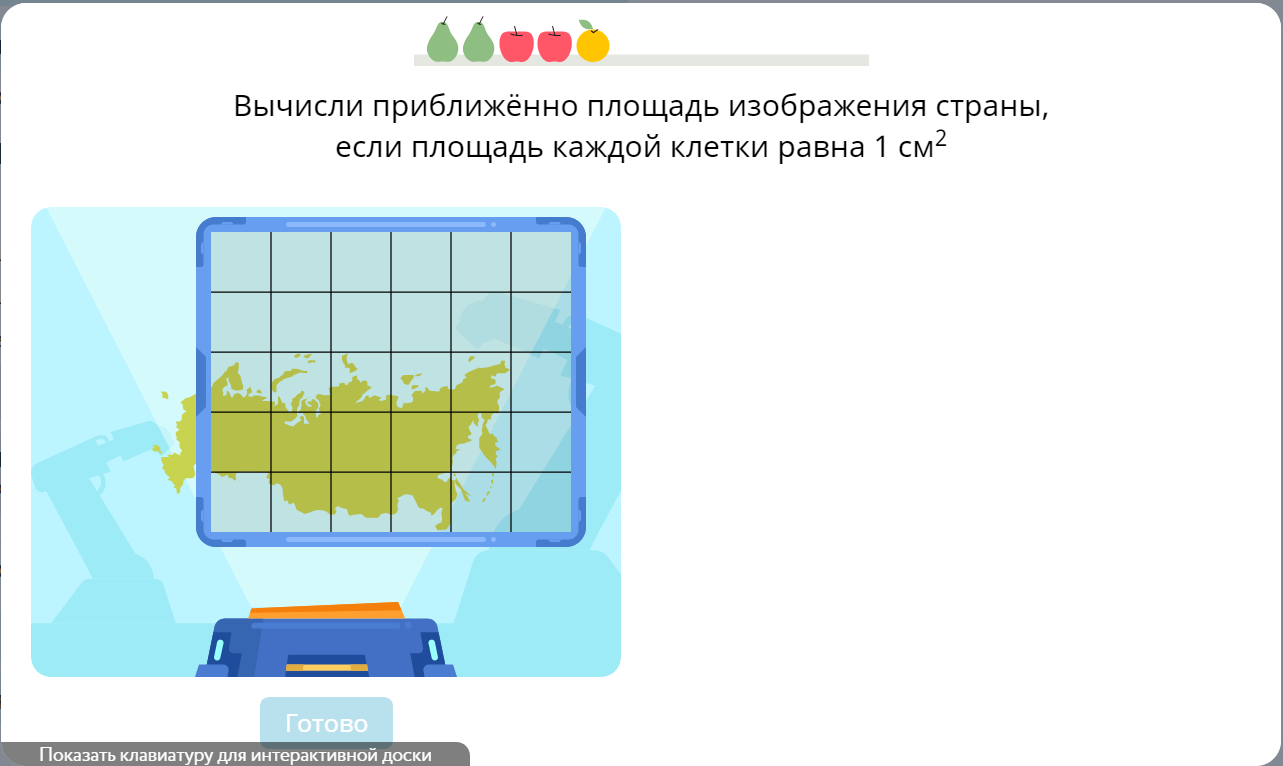 Вычисли приближённо площадь изображения страны,
если площадь каждой клетки равна 1 см²
Готово
Показать клавиатуру для интерактивной доски